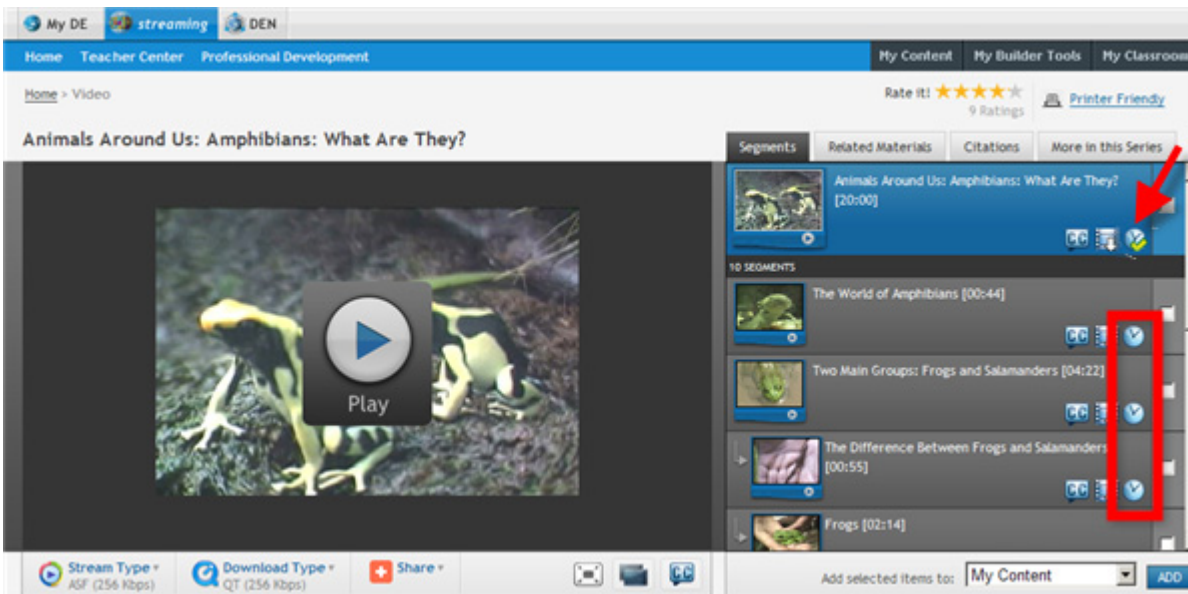 My DE streaming DEN
Home Teacher Center Professional Development My Content My Builder Tools My Classroom
Home > Video
Rate it! 9 Ratings
Printer Friendly
Animals Around Us: Amphibians: What Are They?
Segments Related Materials Citations More in this Series
Animals Around Us: Amphibians: What Are They?
[20:00]
CC
10 SEGMENTS
The World of Amphibians [00:44]
CC
Two Main Groups: Frogs and Salamanders [04:22]
CC
The Difference Between Frogs and Salamanders
[00:55]
CC
Frogs [02:14]
Play
Stream Type
ASF (256 Kbps)
Download Type
QT (256 Kbps)
Share
CC
Add selected items to: My Content ADD